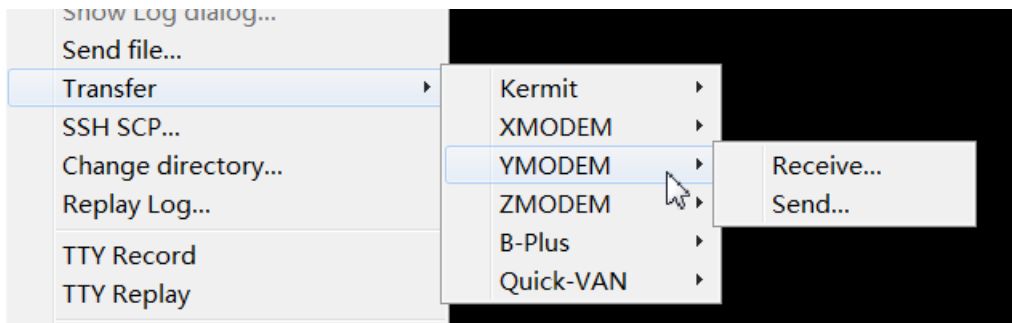 Show Log dialog...
Send file...
Transfer
SSH SCP...
Change directory...
Replay Log...
TTY Record
TTY Replay
Kermit
XMODEM
YMODEM
ZMODEM
B-Plus
Quick-VAN
Receive...
Send...